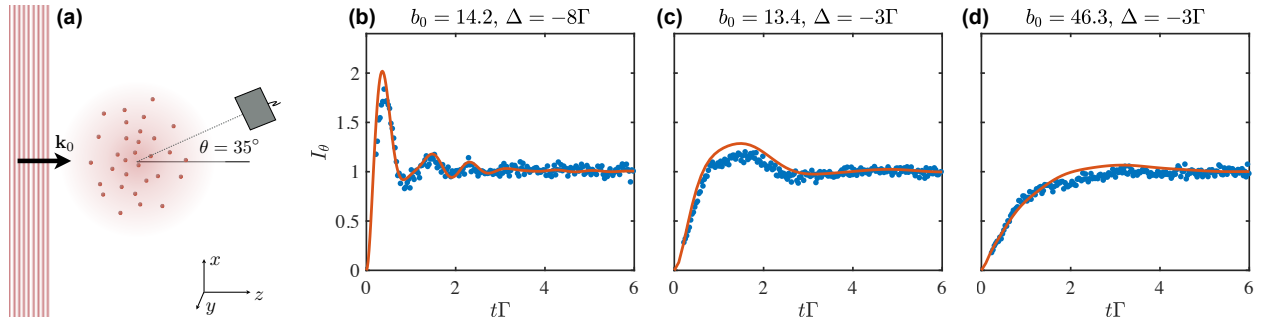 (a)
k₀
θ = 35°
x
y
z
(b)
b₀ = 14.2, Δ = −8Γ
I_θ
2
1.5
1
0.5
0
0 2 4 6
tΓ
(c)
b₀ = 13.4, Δ = −3Γ
0 2 4 6
tΓ
(d)
b₀ = 46.3, Δ = −3Γ
0 2 4 6
tΓ